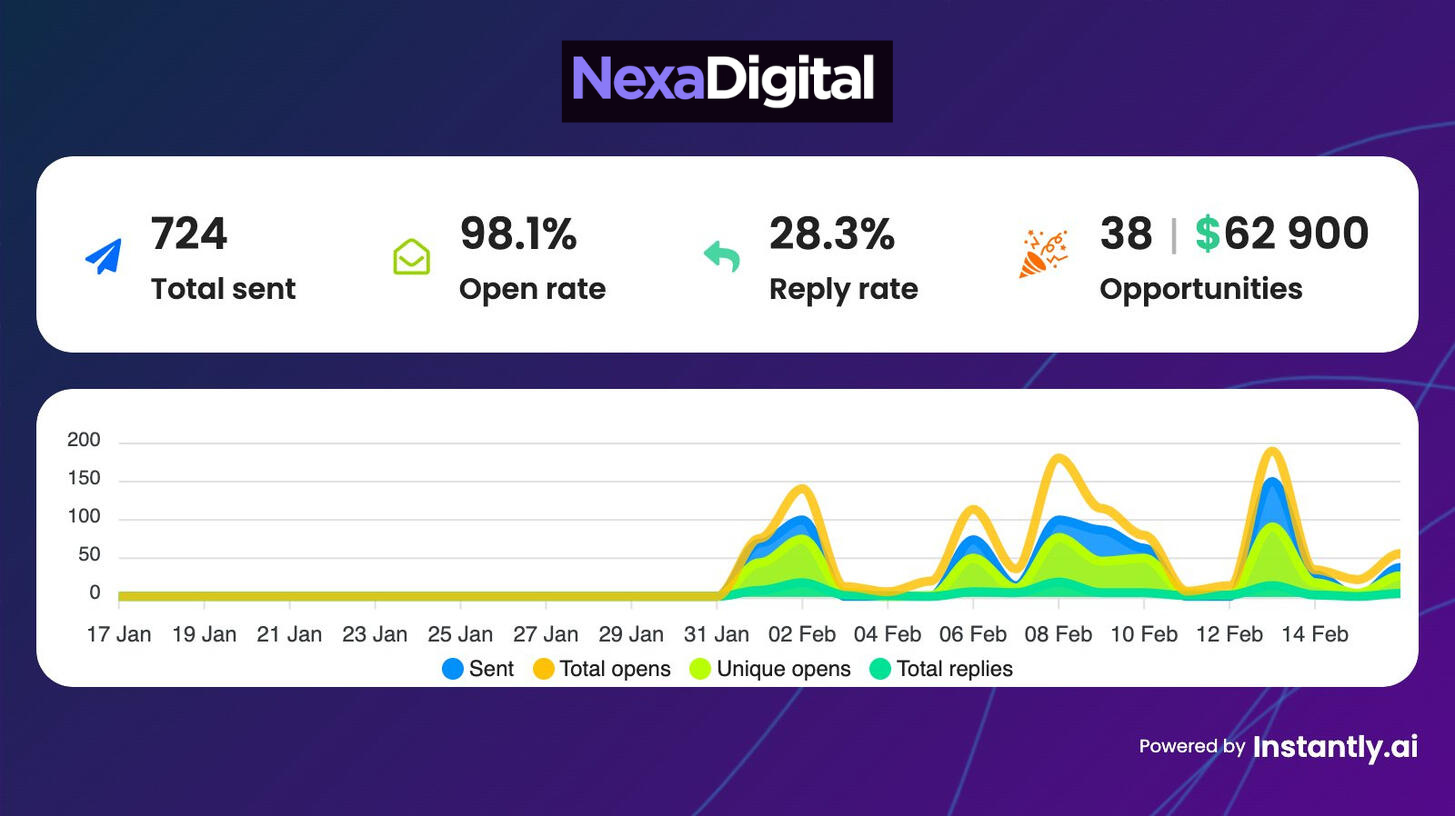 NexaDigital
724
Total sent
98.1%
Open rate
28.3%
Reply rate
38 | $62 900
Opportunities
200
150
100
50
0
17 Jan 19 Jan 21 Jan 23 Jan 25 Jan 27 Jan 29 Jan 31 Jan 02 Feb 04 Feb 06 Feb 08 Feb 10 Feb 12 Feb 14 Feb
Sent Total opens Unique opens Total replies
Powered by Instantly.ai